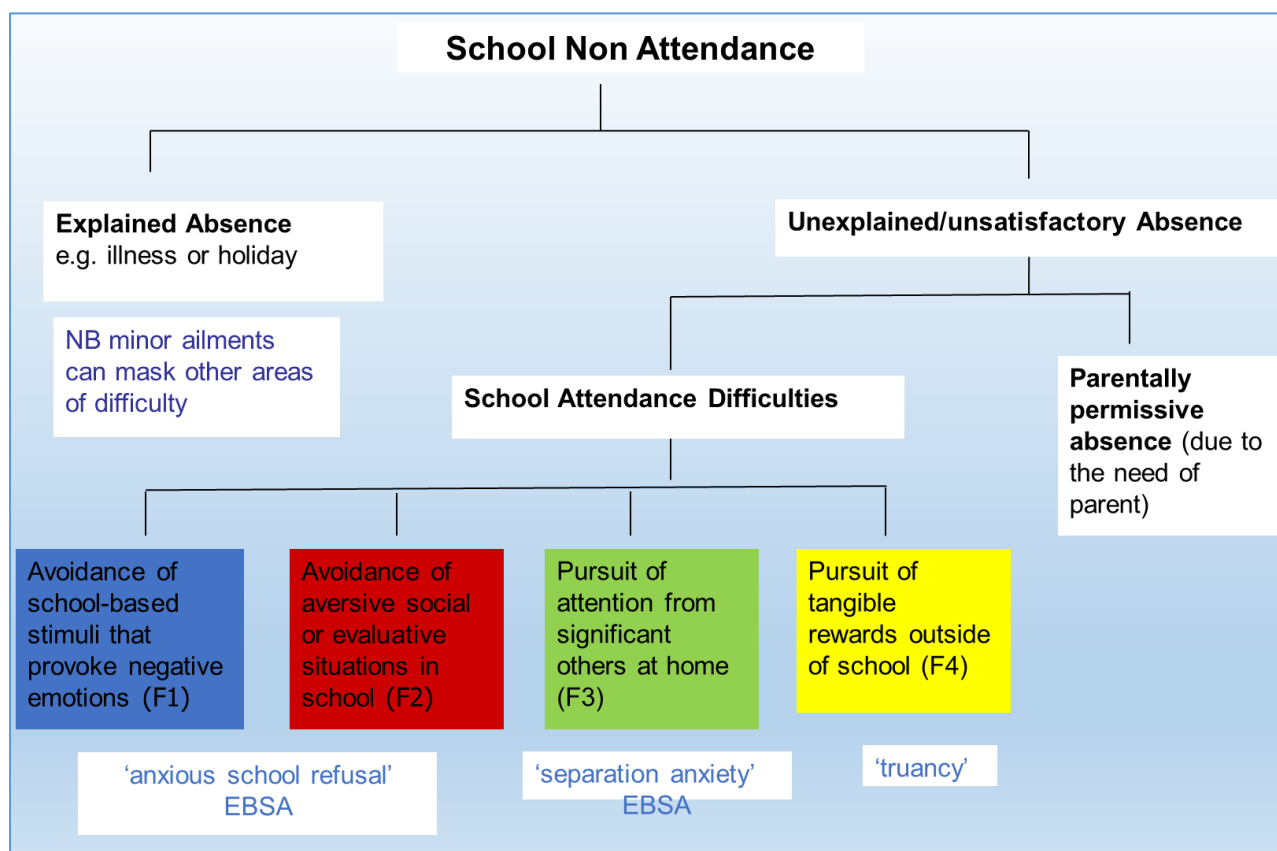 School Non Attendance
Explained Absence
e.g. illness or holiday
Unexplained/unsatisfactory Absence
NB minor ailments
can mask other areas
of difficulty
School Attendance Difficulties
Parentally
permissive
absence (due to
the need of
parent)
Avoidance of
school-based
stimuli that
provoke negative
emotions (F1)
Avoidance of
aversive social
or evaluative
situations in
school (F2)
Pursuit of
attention from
significant
others at home
(F3)
Pursuit of
tangible
rewards outside
of school (F4)
‘anxious school refusal’
EBSA
‘separation anxiety’
EBSA
‘truancy’